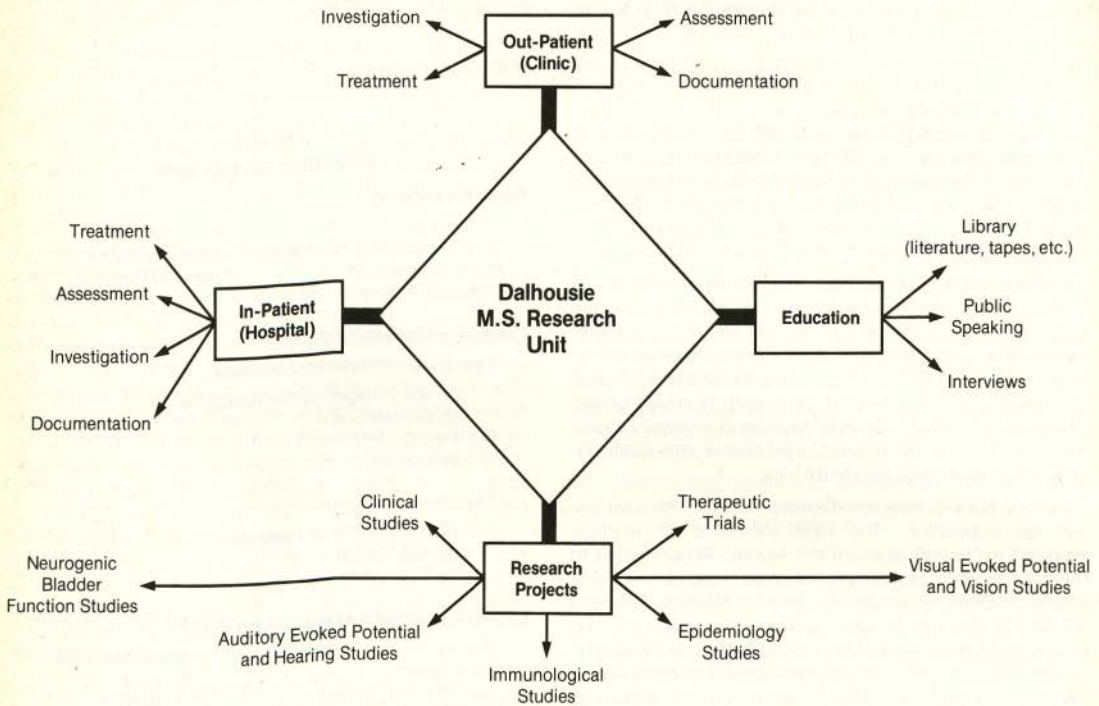 Investigation
Treatment
Out-Patient
(Clinic)
Assessment
Documentation
Treatment
Assessment
Investigation
Documentation
In-Patient
(Hospital)
Dalhousie
M.S. Research
Unit
Education
Library
(literature, tapes, etc.)
Public
Speaking
Interviews
Clinical
Studies
Neurogenic
Bladder
Function Studies
Auditory Evoked Potential
and Hearing Studies
Research
Projects
Immunological
Studies
Therapeutic
Trials
Visual Evoked Potential
and Vision Studies
Epidemiology
Studies